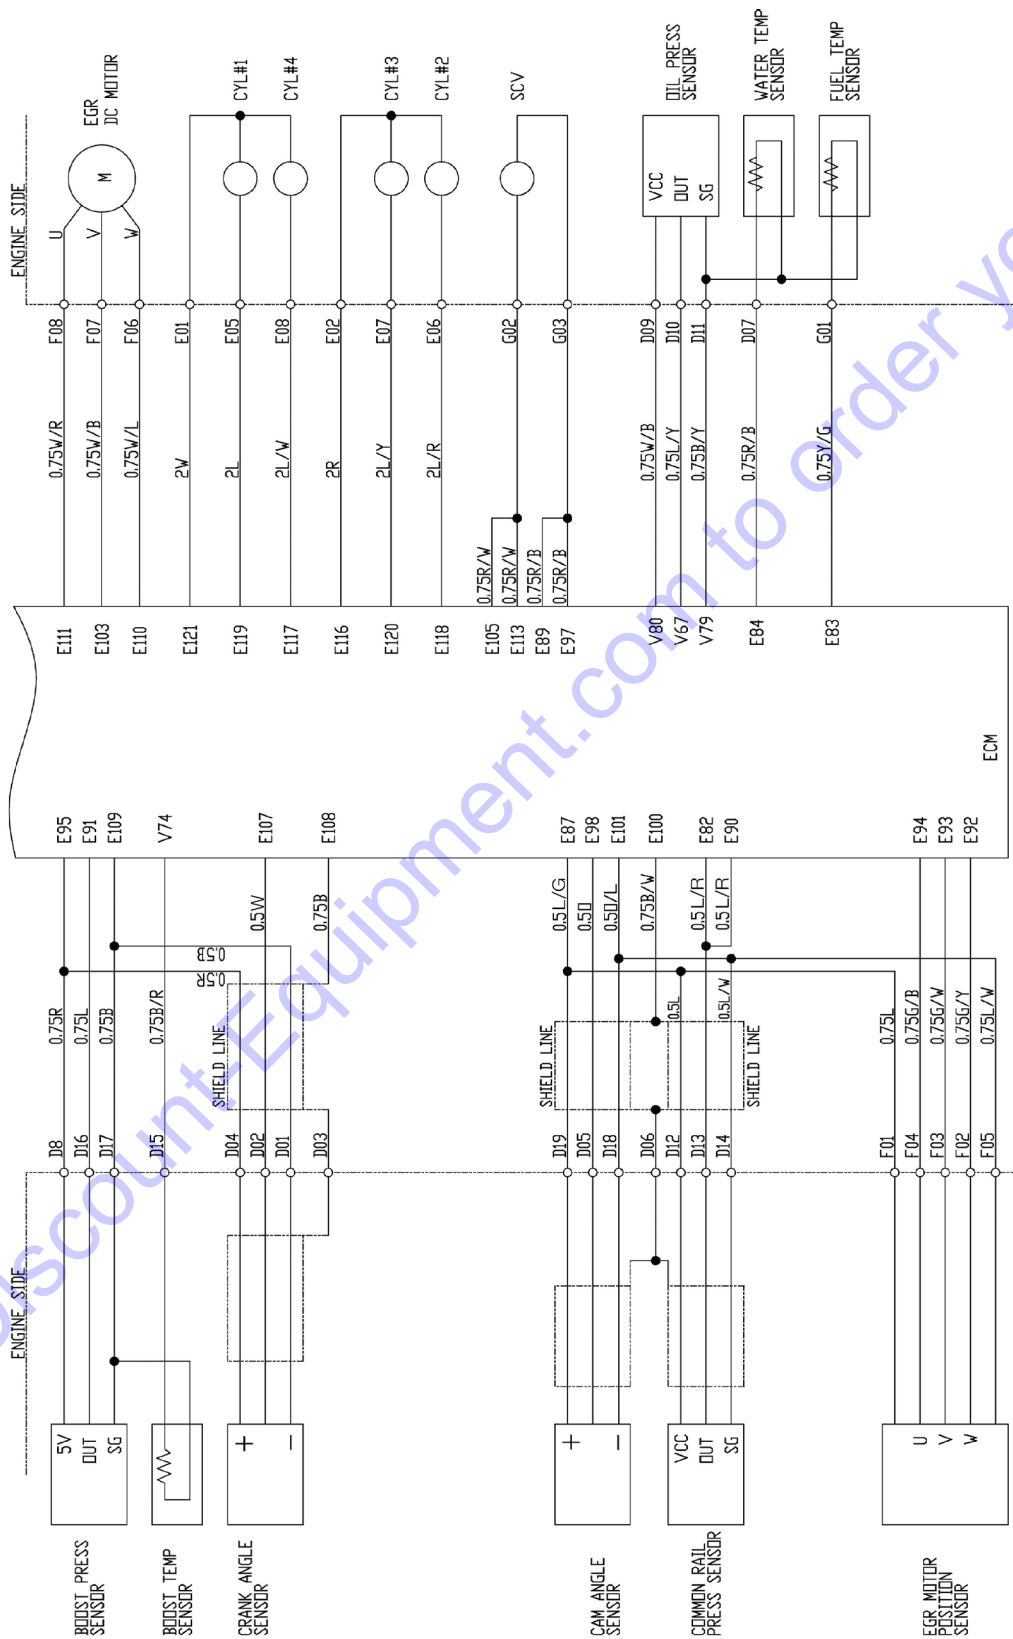 ENGINE SIDE
EGR
DC MOTOR
M
U
V
W
CYL#1
CYL#4
CYL#3
CYL#2
SCV
OIL PRESS
SENSOR
VCC
OUT
SG
WATER TEMP
SENSOR
FUEL TEMP
SENSOR
F08
F07
F06
E01
E05
E08
E02
E07
E06
G02
G03
D09
D10
D11
D07
G01
0.75W/R
0.75W/B
0.75W/L
2W
2L
2L/W
2R
2L/Y
2L/R
0.75R/W
0.75R/W
0.75R/B
0.75R/B
0.75W/B
0.75L/Y
0.75B/Y
0.75R/B
0.75Y/G
E111
E103
E110
E121
E119
E117
E116
E120
E118
E105
E113
E89
E97
V80
V67
V79
E84
E83
ECM
E95
E91
E109
V74
E107
E108
E87
E98
E101
E100
E82
E90
E94
E93
E92
0.5W
0.75B
0.5L/G
0.5O
0.5O/L
0.75B/W
0.5L/R
0.5L/R
0.5B
0.5R
0.75R
0.75L
0.75B
0.75B/R
SHIELD LINE
SHIELD LINE
0.5L
0.5L/W
SHIELD LINE
0.75L
0.75G/B
0.75G/W
0.75G/Y
0.75L/W
D8
D16
D17
D15
D04
D02
D01
D03
D19
D05
D18
D06
D12
D13
D14
F01
F04
F03
F02
F05
ENGINE SIDE
5V
OUT
SG
+
−
+
−
VCC
OUT
SG
U
V
W
BOOST PRESS
SENSOR
BOOST TEMP
SENSOR
CRANK ANGLE
SENSOR
CAM ANGLE
SENSOR
COMMON RAIL
PRESS SENSOR
EGR MOTOR
POSITION
SENSOR
Discount-Equipment.com to order yo